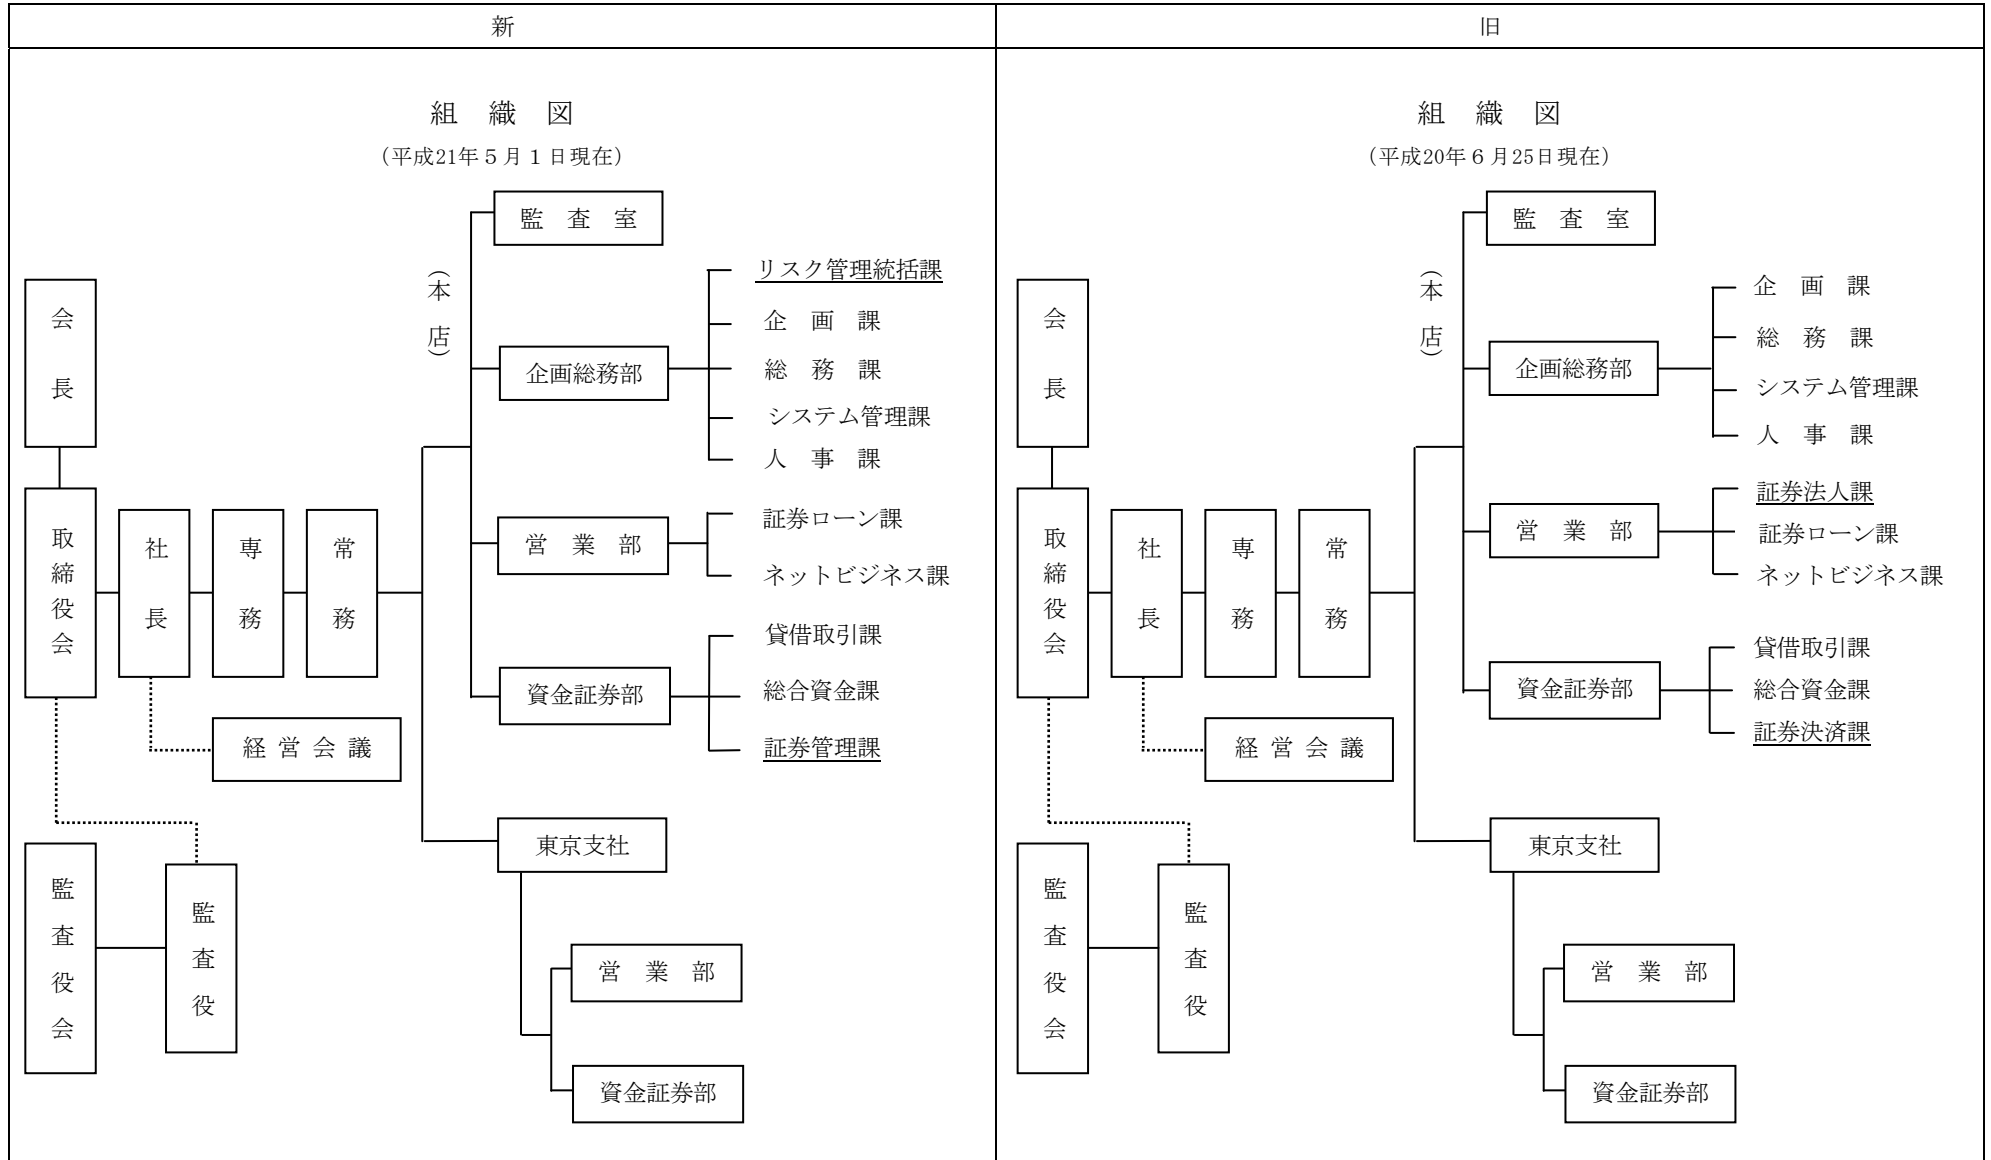 新
組　織　図
（平成21年５月１日現在）
監　査　室
（本　店）
リスク管理統括課
企　画　課
総　務　課
システム管理課
人　事　課
企画総務部
会長
取締役会
社長
専務
常務
営　業　部
証券ローン課
ネットビジネス課
資金証券部
貸借取引課
総合資金課
証券管理課
経 営 会 議
東京支社
監査役会
監査役
営　業　部
資金証券部
旧
組　織　図
（平成20年６月25日現在）
監　査　室
（本　店）
企　画　課
総　務　課
システム管理課
人　事　課
企画総務部
会長
取締役会
社長
専務
常務
営　業　部
証券法人課
証券ローン課
ネットビジネス課
資金証券部
貸借取引課
総合資金課
証券決済課
経 営 会 議
東京支社
監査役会
監査役
営　業　部
資金証券部